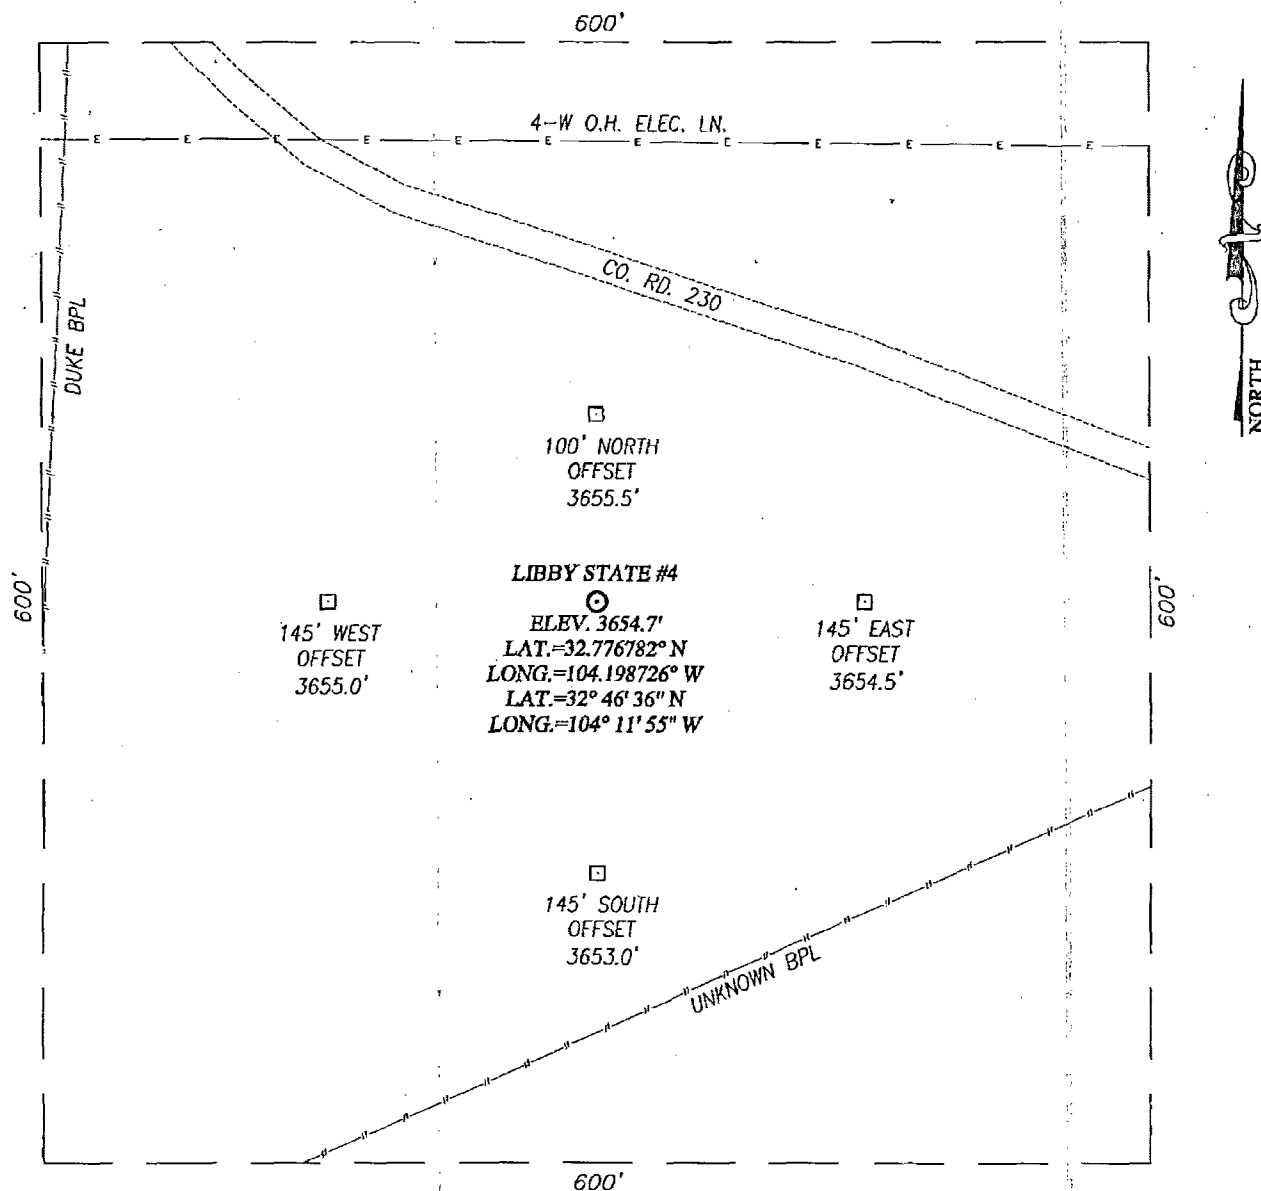 600'
4-W O.H. ELEC. LN.
E E E E E E E E E E E E
CO. RD. 230
DUKE BPL
NORTH
100' NORTH
OFFSET
3655.5'
LIBBY STATE #4
600'
600'
ELEV. 3654.7'
LAT.=32.776782° N
LONG.=104.198726° W
LAT.=32° 46' 36" N
LONG.=104° 11' 55" W
145' WEST
OFFSET
3655.0'
145' EAST
OFFSET
3654.5'
145' SOUTH
OFFSET
3653.0'
UNKNOWN BPL
600'